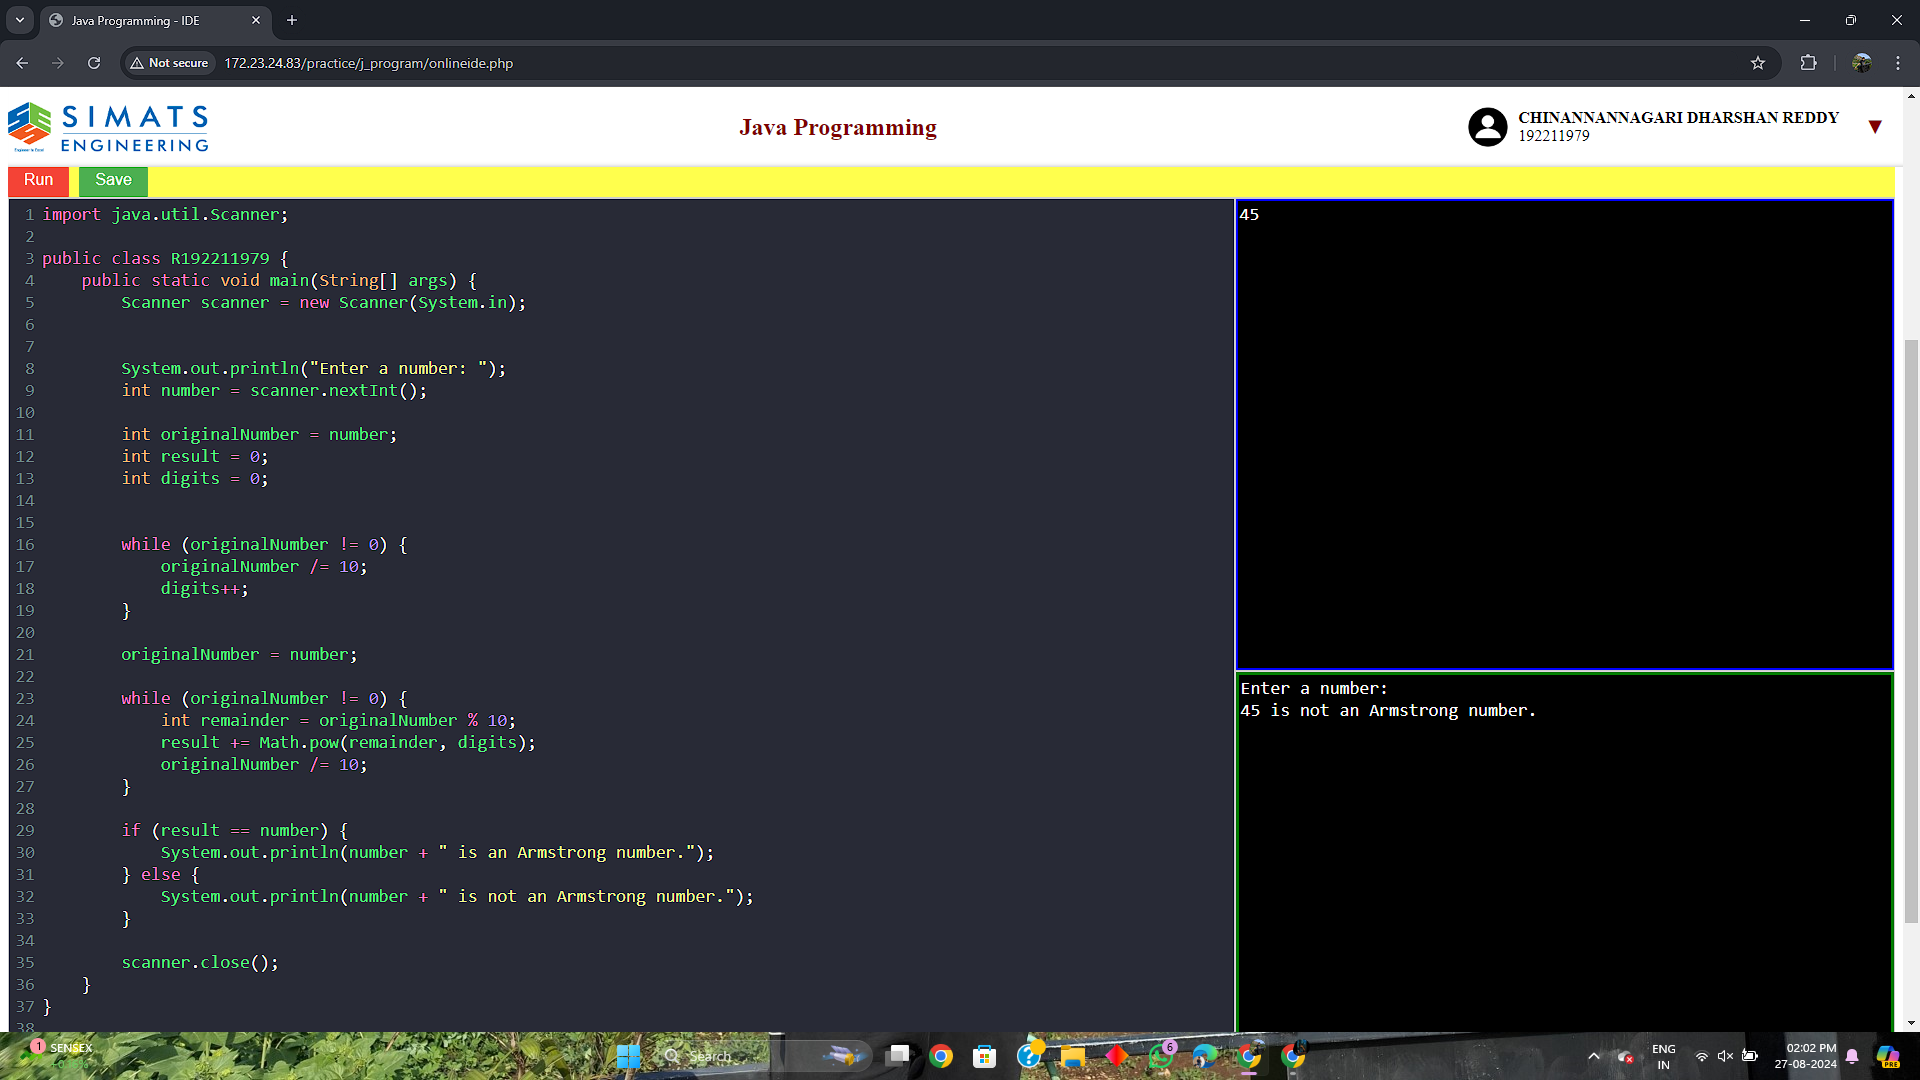 Java Programming - IDE
Not secure
172.23.24.83/practice/j_program/onlineide.php
SIMATS
ENGINEERING
Java Programming
CHINANNANNAGARI DHARSHAN REDDY
192211979
Run
Save
1 import java.util.Scanner;
2
3 public class R192211979 {
4     public static void main(String[] args) {
5         Scanner scanner = new Scanner(System.in);
6
7
8         System.out.println("Enter a number: ");
9         int number = scanner.nextInt();
10
11         int originalNumber = number;
12         int result = 0;
13         int digits = 0;
14
15
16         while (originalNumber != 0) {
17             originalNumber /= 10;
18             digits++;
19         }
20
21         originalNumber = number;
22
23         while (originalNumber != 0) {
24             int remainder = originalNumber % 10;
25             result += Math.pow(remainder, digits);
26             originalNumber /= 10;
27         }
28
29         if (result == number) {
30             System.out.println(number + " is an Armstrong number.");
31         } else {
32             System.out.println(number + " is not an Armstrong number.");
33         }
34
35         scanner.close();
36     }
37 }
38
45
Enter a number:
45 is not an Armstrong number.
1
SENSEX
Search
6
ENG
IN
02:02 PM
27-08-2024
PRE